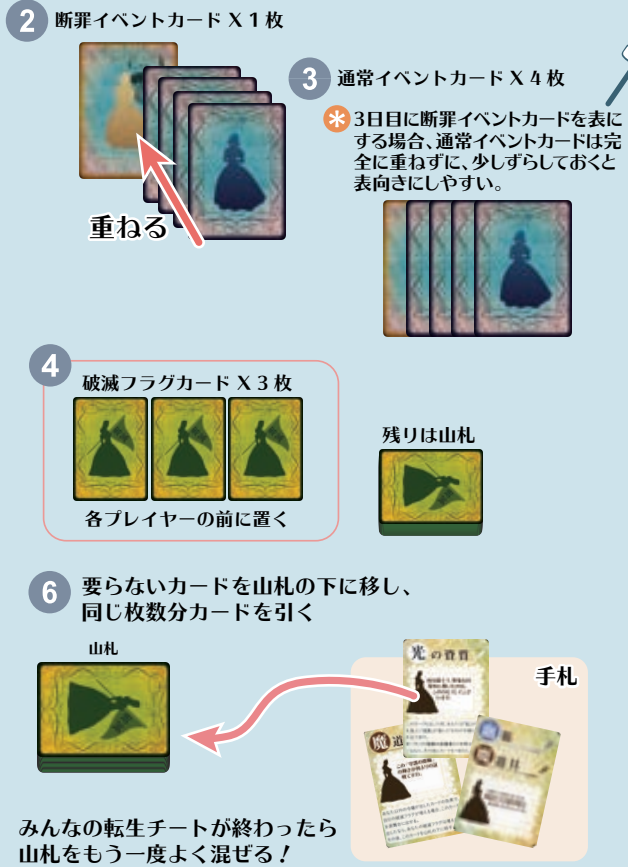 2 断罪イベントカード X 1 枚
3 通常イベントカード X 4 枚
* 3日目に断罪イベントカードを表に
する場合、通常イベントカードは完
全に重ねずに、少しずらしておくと
表向きにしやすい。
重ねる
4
破滅フラグカード X 3 枚
各プレイヤーの前に置く
残りは山札
6 要らないカードを山札の下に移し、
同じ枚数分カードを引く
山札
手札
光の資質
魔道
魔道具
みんなの転生チートが終わったら
山札をもう一度よく混ぜる!